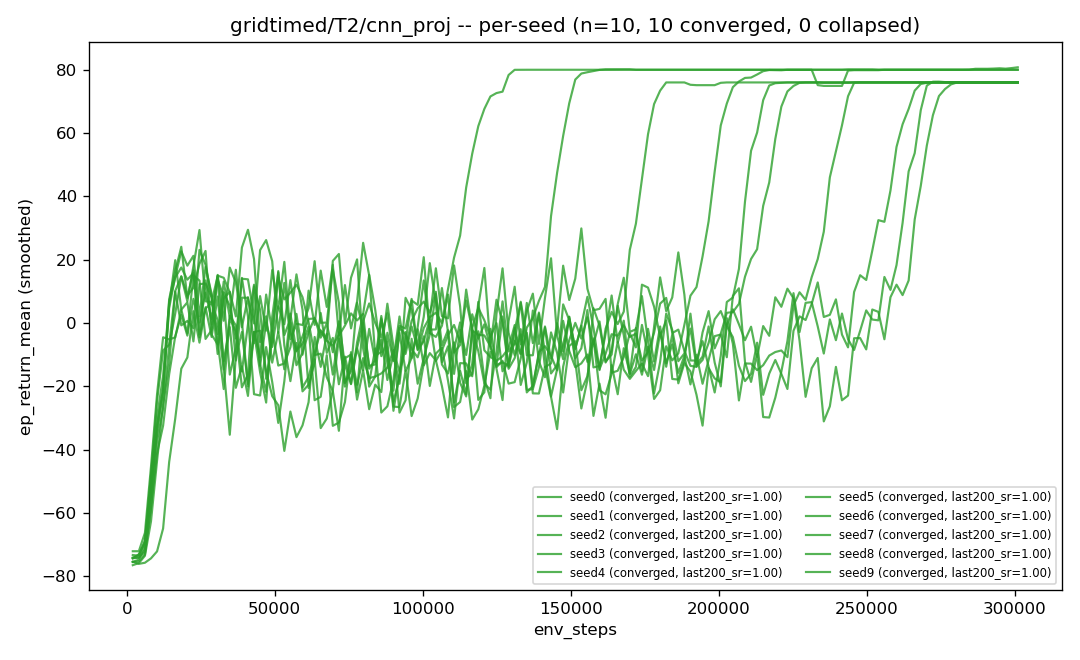 gridtimed/T2/cnn_proj -- per-seed (n=10, 10 converged, 0 collapsed)
ep_return_mean (smoothed)
80
60
40
20
0
−20
−40
−60
−80
seed0 (converged, last200_sr=1.00)
seed1 (converged, last200_sr=1.00)
seed2 (converged, last200_sr=1.00)
seed3 (converged, last200_sr=1.00)
seed4 (converged, last200_sr=1.00)
seed5 (converged, last200_sr=1.00)
seed6 (converged, last200_sr=1.00)
seed7 (converged, last200_sr=1.00)
seed8 (converged, last200_sr=1.00)
seed9 (converged, last200_sr=1.00)
0 50000 100000 150000 200000 250000 300000
env_steps